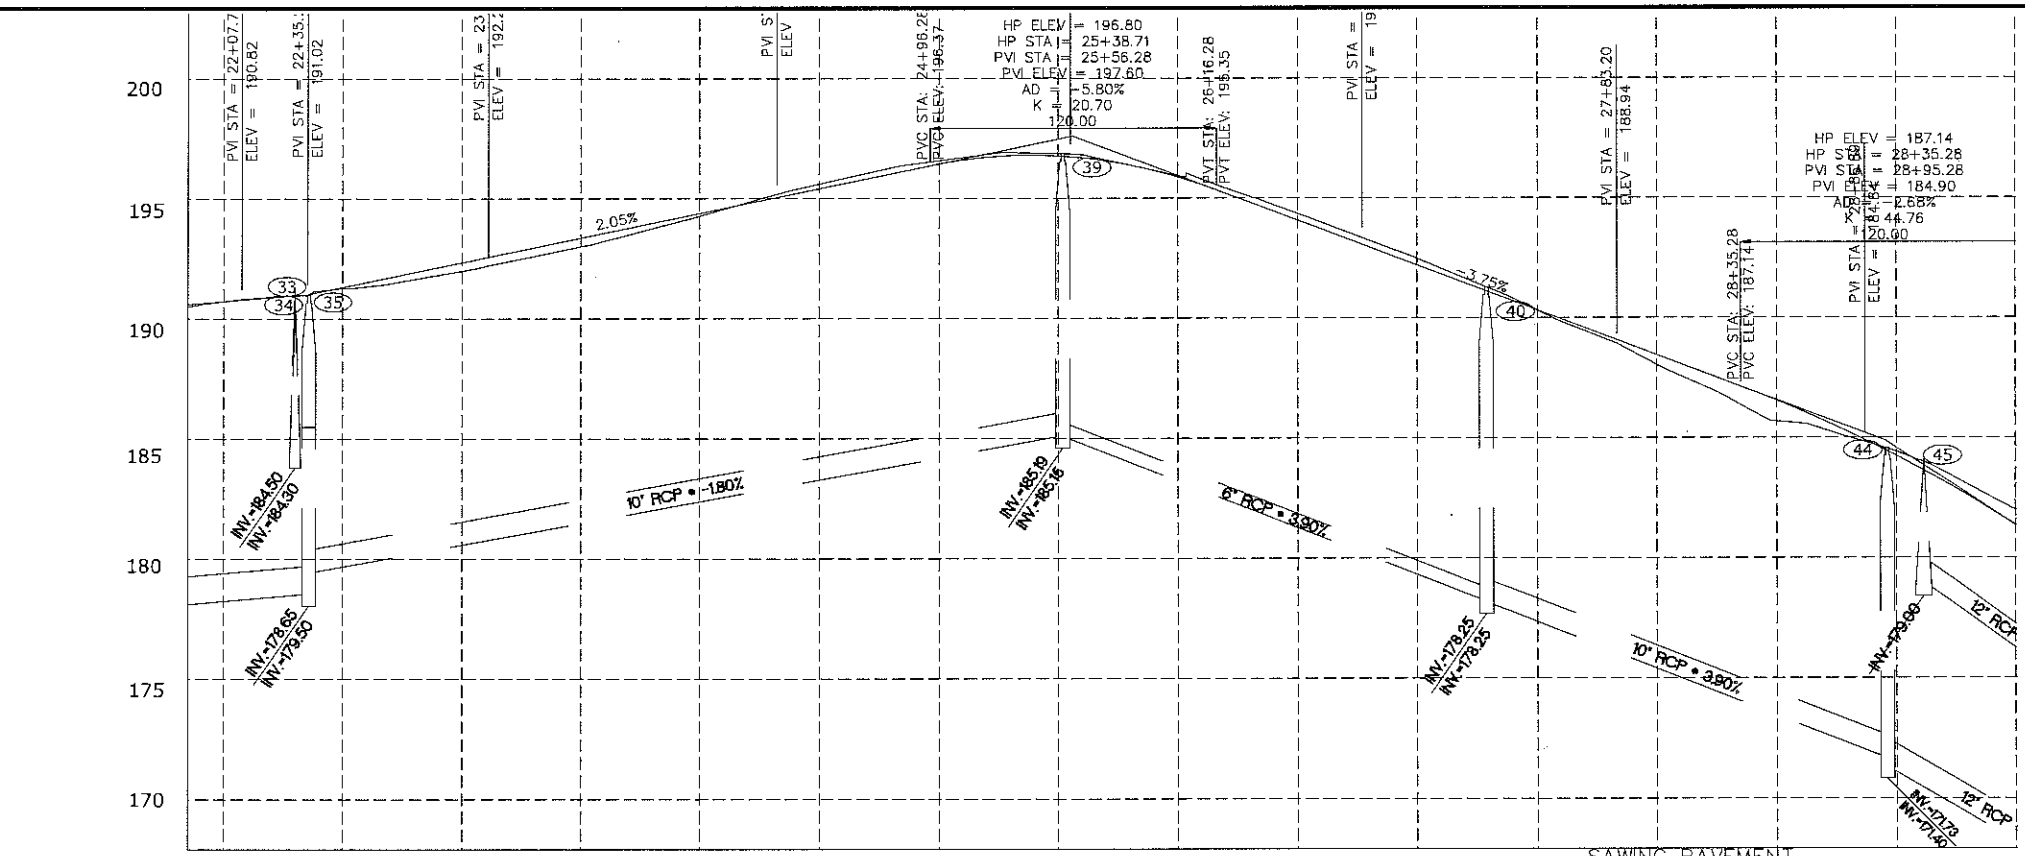 PVI STA = 22+07.7
ELEV = 190.82
PVI STA = 22+35.
ELEV = 191.02
PVI STA = 23
ELEV = 192.2
PVI S
ELEV
PVC STA: 24+96.28
PVC ELEV: 196.37
HP ELEV = 196.80
HP STA = 25+38.71
PVI STA = 25+56.28
PVI ELEV = 197.60
AD = -5.80%
K = 20.70
120.00
PVT STA: 26+16.28
PVT ELEV: 195.35
PVI STA =
ELEV = 19
PVI STA = 27+83.20
ELEV = 188.94
HP ELEV = 187.14
HP STA = 28+35.28
PVI STA = 28+95.28
PVI ELEV = 184.90
AD = -2.68%
K = 44.76
120.00
PVC STA: 28+35.28
PVC ELEV: 187.14
PVI STA =
ELEV =
200
195
190
185
180
175
170
2.05%
-3.75%
33
34
35
39
40
44
45
INV.=184.50
INV.=184.30
INV.=178.65
INV.=179.50
10" RCP • -1.80%
INV.=185.19
INV.=185.15
6" RCP • 3.90%
INV.=178.25
INV.=178.25
10" RCP • 3.90%
INV.=179.00
12" RCP
12" RCP
INV.=171.73
INV.=171.40
SAWING PAVEMENT